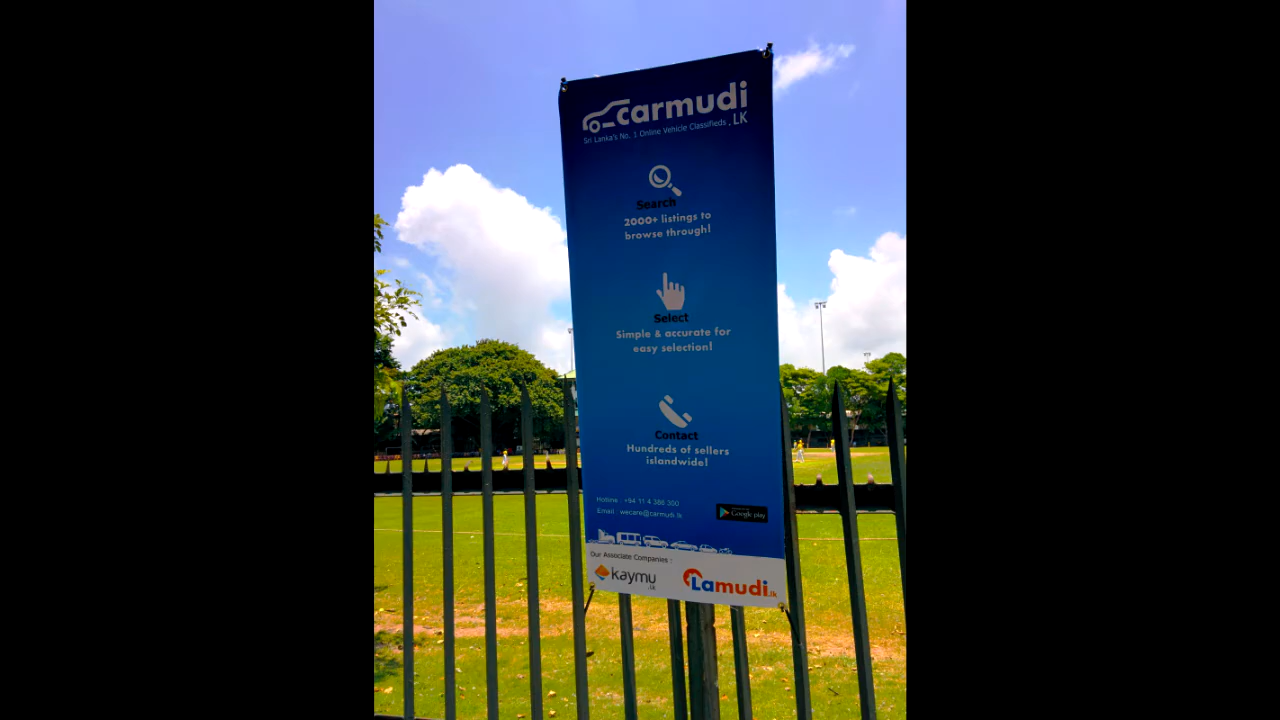 carmudi
.LK
Sri Lanka's No. 1 Online Vehicle Classifieds
Search
2000+ listings to
browse through!
Select
Simple & accurate for
easy selection!
Contact
Hundreds of sellers
islandwide!
Hotline : +94 11 4 386 300
Email : wecare@carmudi.lk
Google play
Our Associate Companies :
kaymu
.lk
Lamudi.lk